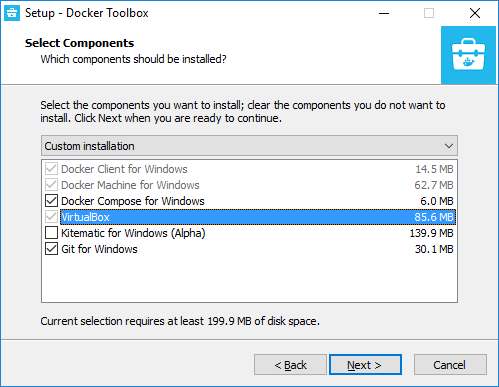 Setup - Docker Toolbox
Select Components
Which components should be installed?
Select the components you want to install; clear the components you do not want to
install. Click Next when you are ready to continue.
Custom installation
Docker Client for Windows 14.5 MB
Docker Machine for Windows 62.7 MB
Docker Compose for Windows 6.0 MB
VirtualBox 85.6 MB
Kitematic for Windows (Alpha) 139.9 MB
Git for Windows 30.1 MB
Current selection requires at least 199.9 MB of disk space.
< Back Next > Cancel